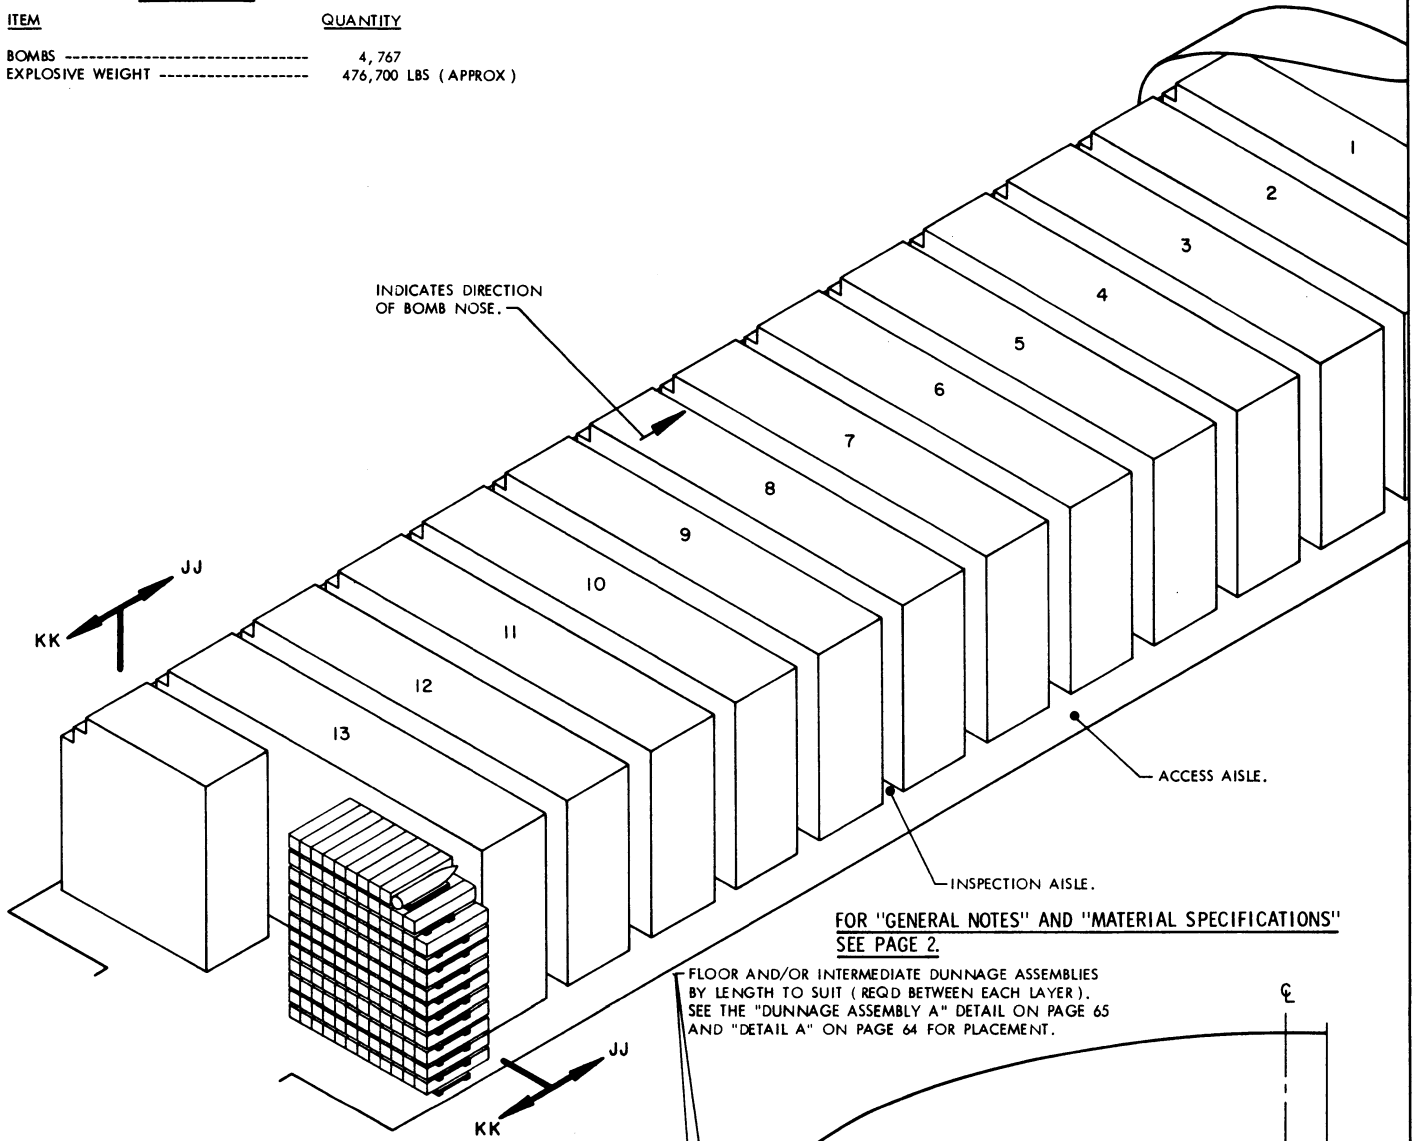 ITEM QUANTITY
BOMBS ------------------------------- 4,767
EXPLOSIVE WEIGHT ------------------- 476,700 LBS (APPROX)
1
2
3
INDICATES DIRECTION
OF BOMB NOSE.
4
5
6
7
8
9
10
11
12
13
JJ
KK
ACCESS AISLE.
INSPECTION AISLE.
FOR "GENERAL NOTES" AND "MATERIAL SPECIFICATIONS"
SEE PAGE 2.
FLOOR AND/OR INTERMEDIATE DUNNAGE ASSEMBLIES
BY LENGTH TO SUIT (REQD BETWEEN EACH LAYER).
SEE THE "DUNNAGE ASSEMBLY A" DETAIL ON PAGE 65
AND "DETAIL A" ON PAGE 64 FOR PLACEMENT.
℄
JJ
KK